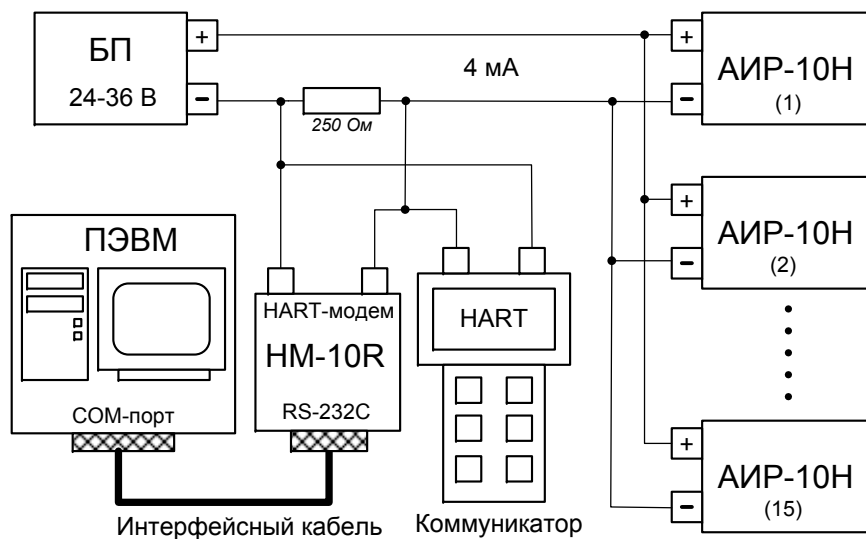 БП
24-36 В
+
−
250 Ом
4 мА
+
−
АИР-10Н
(1)
+
−
АИР-10Н
(2)
+
−
АИР-10Н
(15)
ПЭВМ
COM-порт
HART-модем
HM-10R
RS-232C
HART
Интерфейсный кабель
Коммуникатор